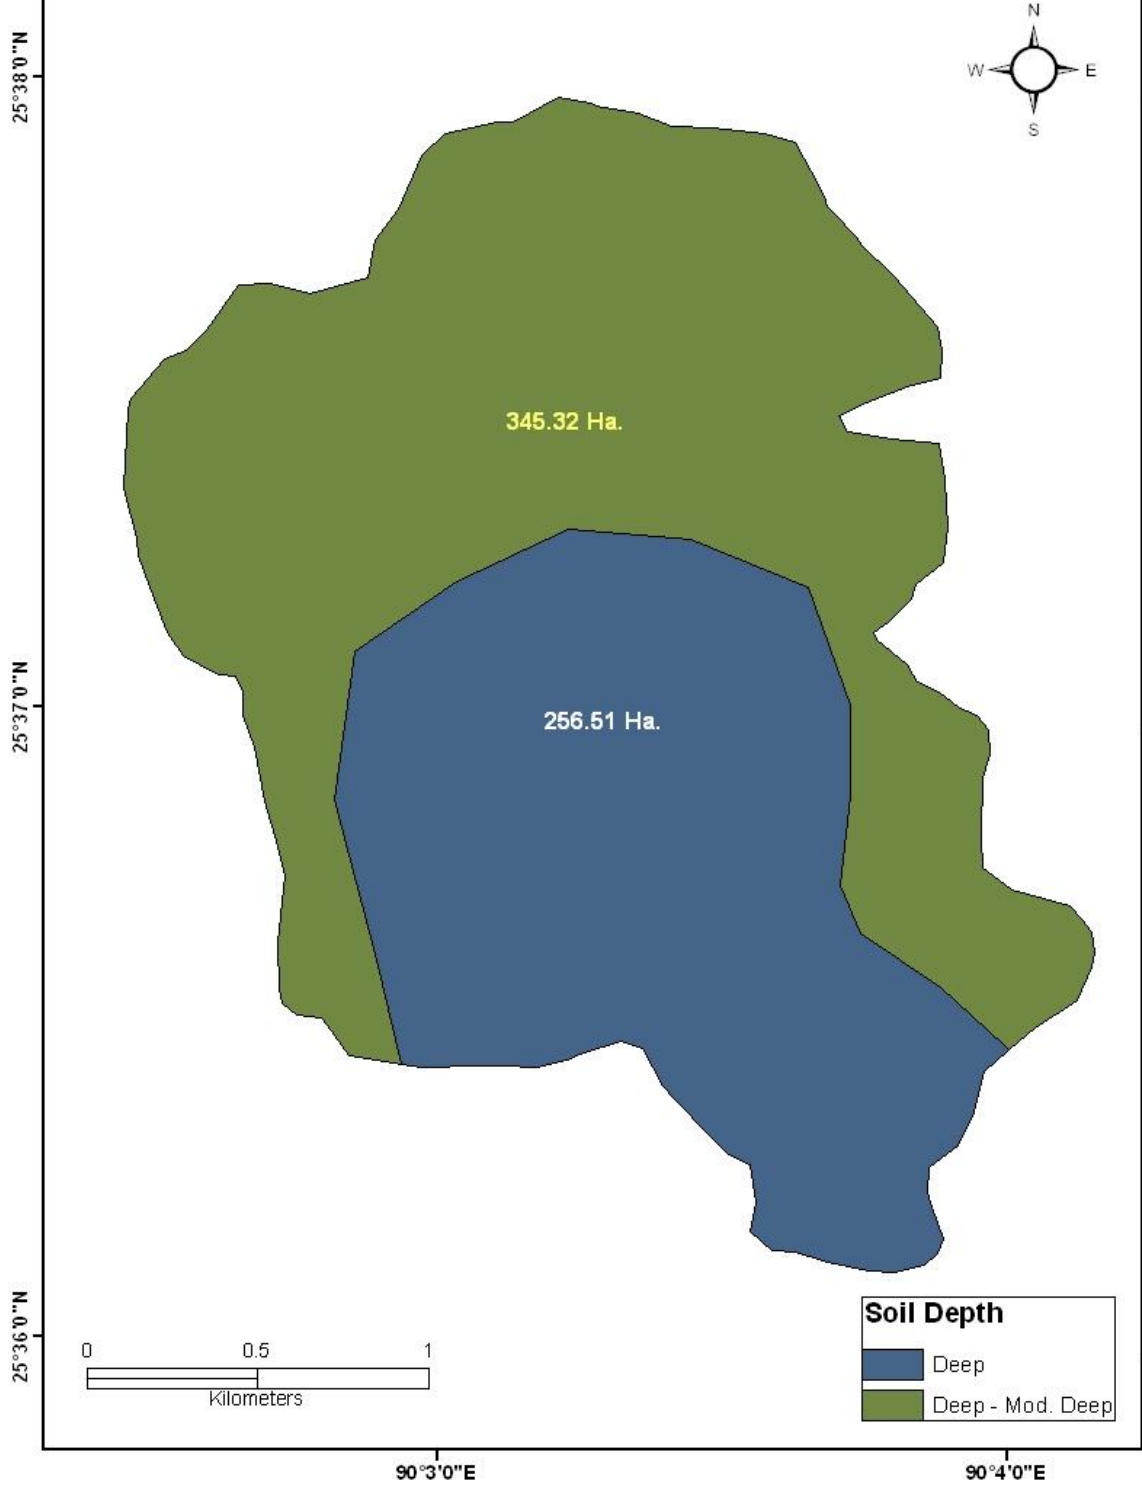 N
W E
S
25°38'0"N
345.32 Ha.
25°37'0"N
256.51 Ha.
25°36'0"N
0 0.5 1
Kilometers
Soil Depth
Deep
Deep - Mod. Deep
90°3'0"E 90°4'0"E